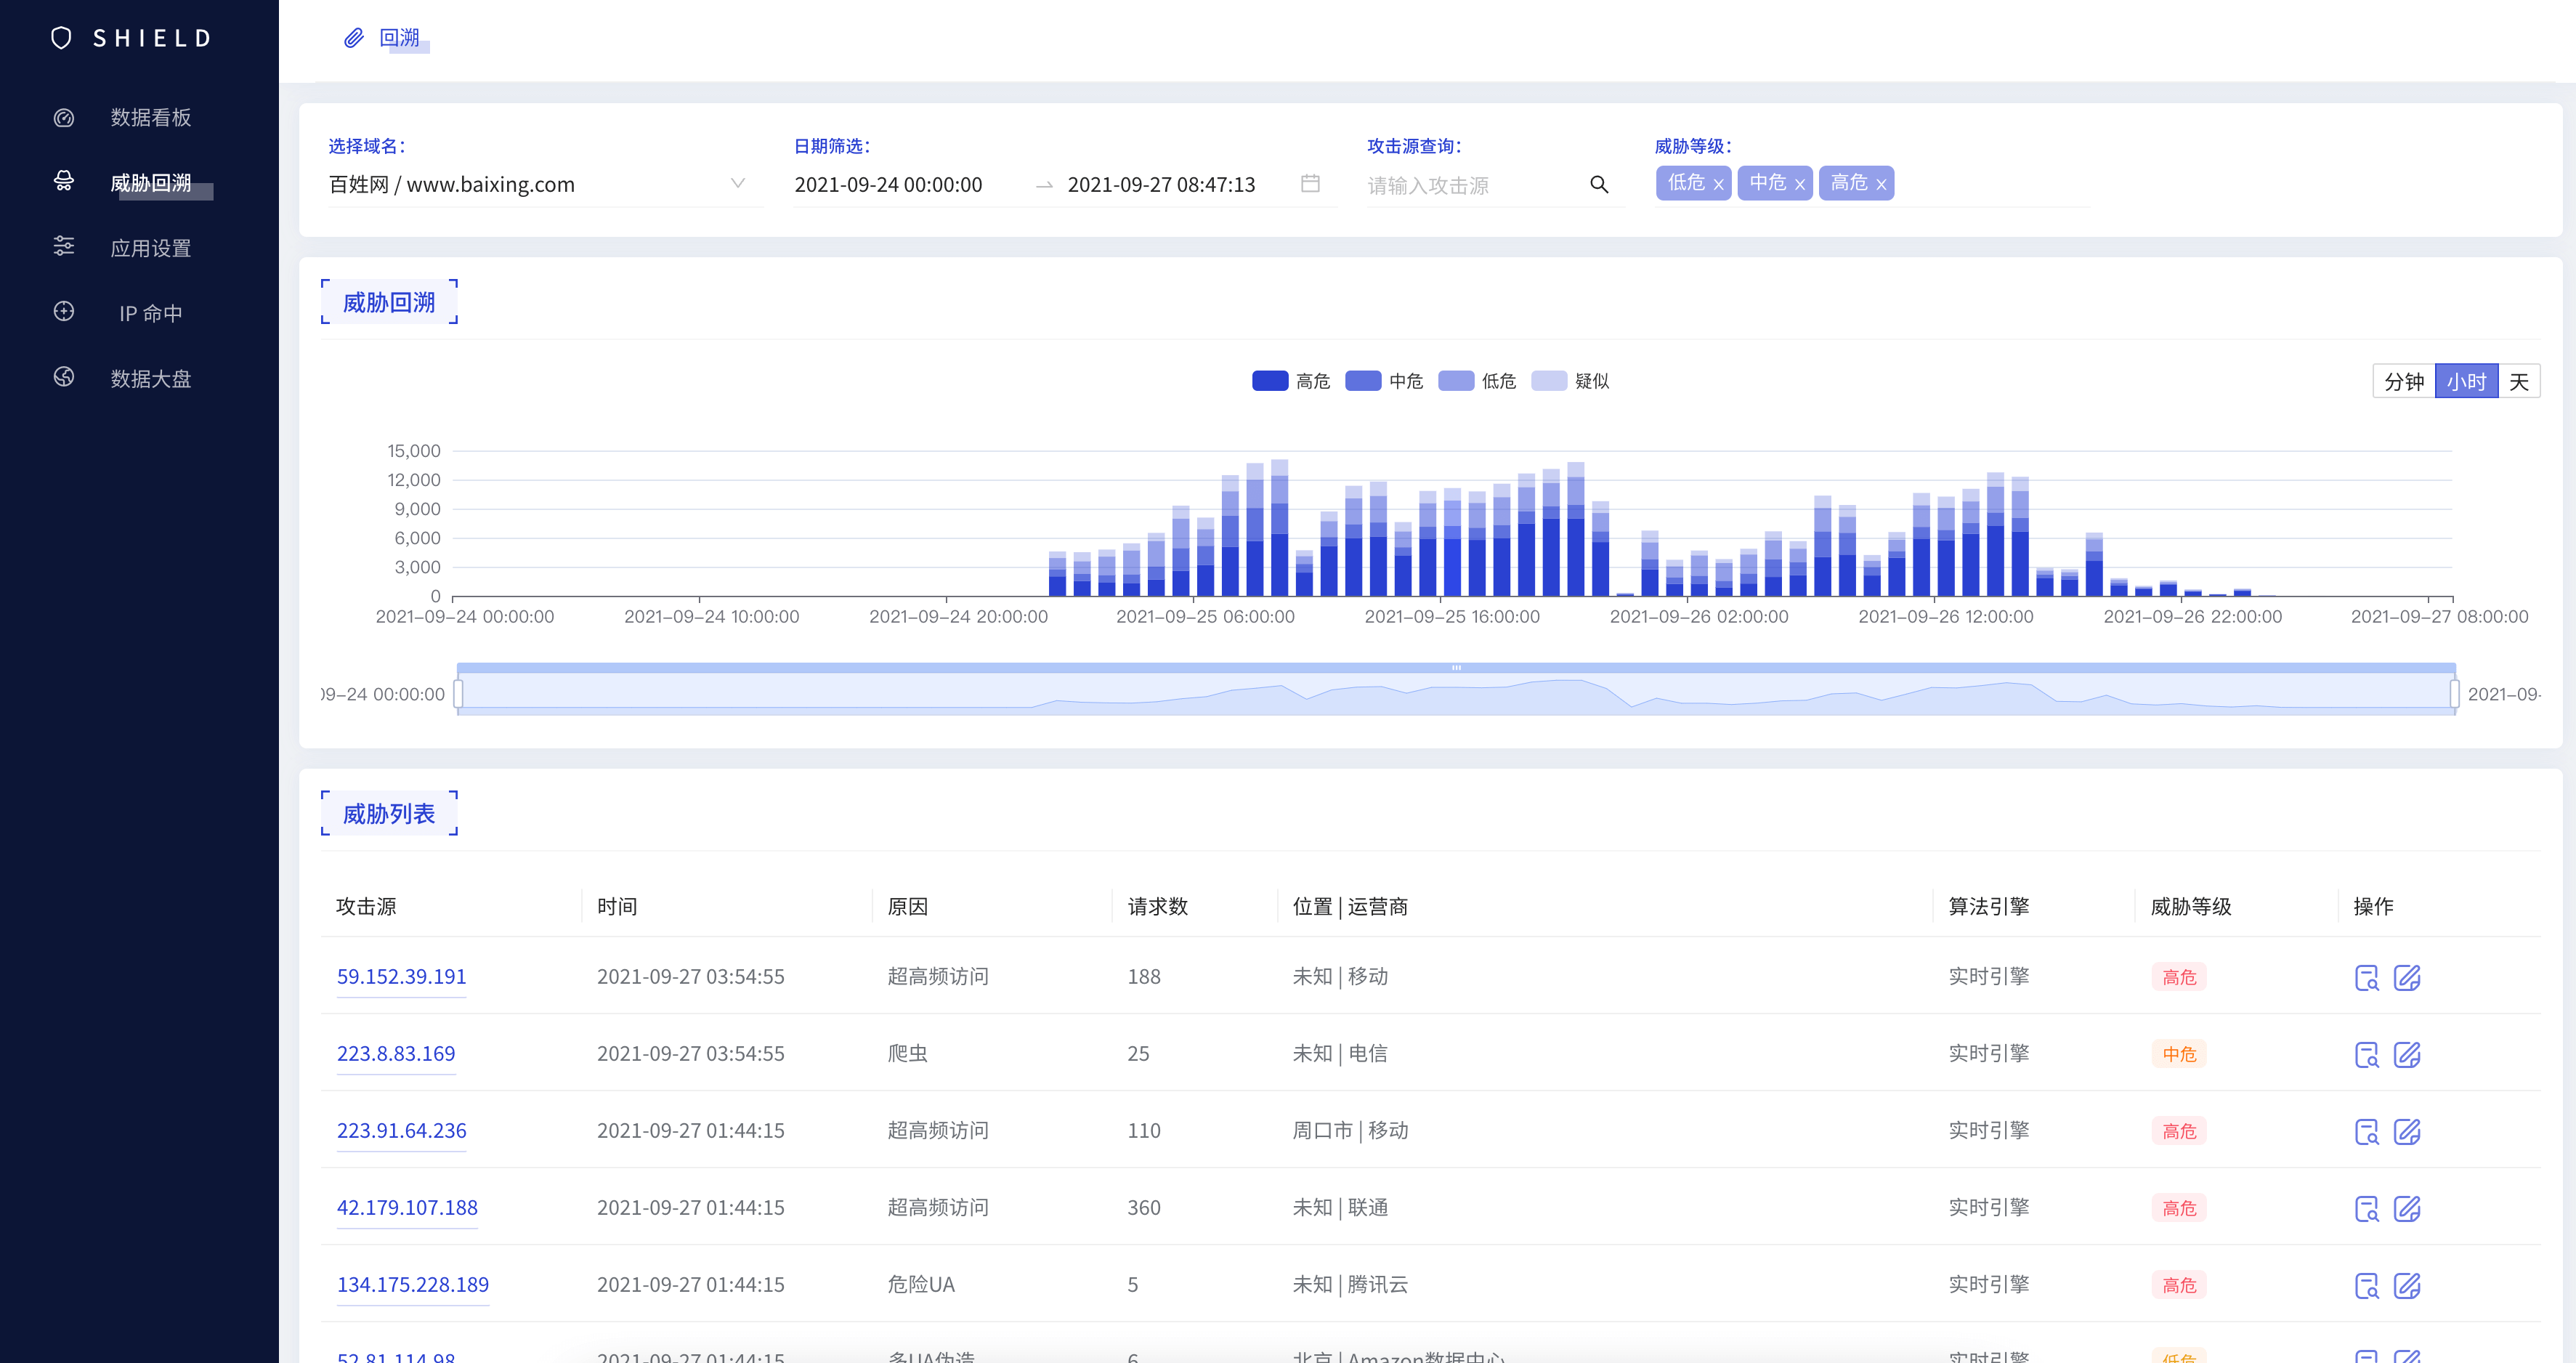 SHIELD
数据看板
威胁回溯
应用设置
IP 命中
数据大盘
回溯
选择域名：
日期筛选：
攻击源查询：
威胁等级：
百姓网 / www.baixing.com
2021-09-24 00:00:00
2021-09-27 08:47:13
请输入攻击源
低危 x
中危 x
高危 x
威胁回溯
高危 中危 低危 疑似
分钟 小时 天
15,000
12,000
9,000
6,000
3,000
0
2021-09-24 00:00:00
2021-09-24 10:00:00
2021-09-24 20:00:00
2021-09-25 06:00:00
2021-09-25 16:00:00
2021-09-26 02:00:00
2021-09-26 12:00:00
2021-09-26 22:00:00
2021-09-27 08:00:00
09-24 00:00:00
2021-09-
威胁列表
攻击源 时间 原因 请求数 位置 | 运营商 算法引擎 威胁等级 操作
59.152.39.191 2021-09-27 03:54:55 超高频访问 188 未知 | 移动 实时引擎 高危
223.8.83.169 2021-09-27 03:54:55 爬虫 25 未知 | 电信 实时引擎 中危
223.91.64.236 2021-09-27 01:44:15 超高频访问 110 周口市 | 移动 实时引擎 高危
42.179.107.188 2021-09-27 01:44:15 超高频访问 360 未知 | 联通 实时引擎 高危
134.175.228.189 2021-09-27 01:44:15 危险UA 5 未知 | 腾讯云 实时引擎 高危
52.81.114.98 2021-09-27 01:44:15 多UA伪造 6 北京 | Amazon数据中心 实时引擎 低危